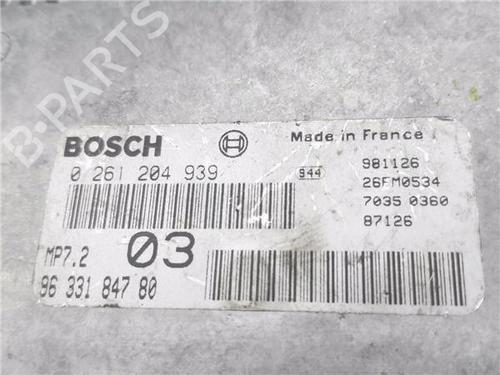 B-PARTS
BOSCH
Made in France
0 261 204 939
944
981126
26FM0534
7035 0360
87126
MP7.2
03
96 331 847 80